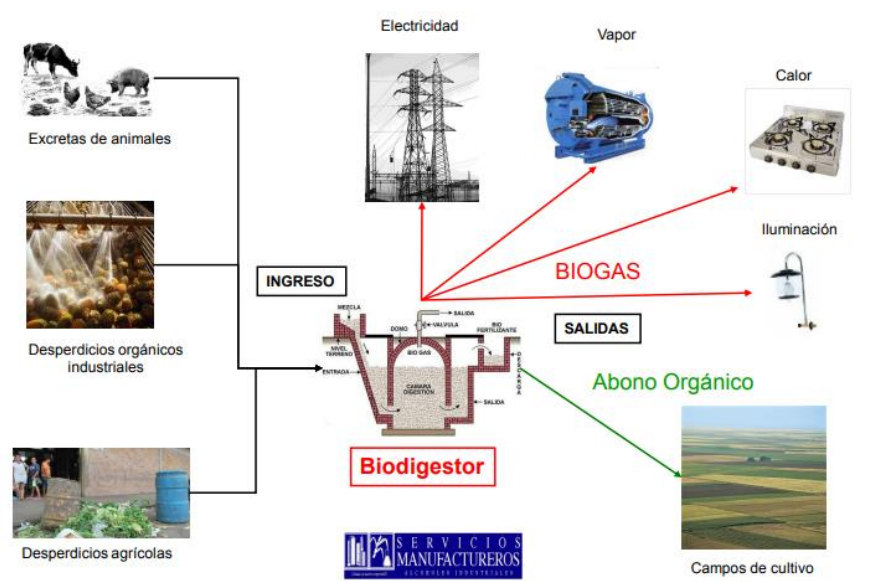 Electricidad
Vapor
Calor
Excretas de animales
Iluminación
INGRESO
BIOGAS
MEZCLA
SALIDA
VALVULA
DOMO
BIO
FERTILIZANTE
SALIDAS
NIVEL
TERRENO
BIO GAS
DESCARGA
ENTRADA
CAMARA
DIGESTION
SALIDA
Desperdicios orgánicos
industriales
Abono Orgánico
Biodigestor
Desperdicios agrícolas
SERVICIOS
MANUFACTUREROS
ALCOHOLES INDUSTRIALES
Campos de cultivo